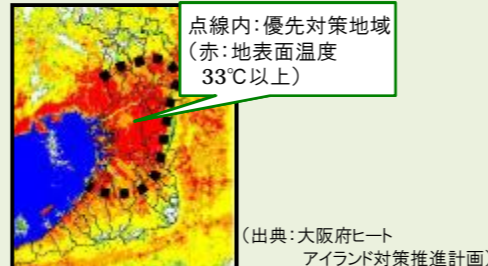 点線内:優先対策地域
(赤:地表面温度
33℃以上)
(出典:大阪府ヒート
アイランド対策推進計画)